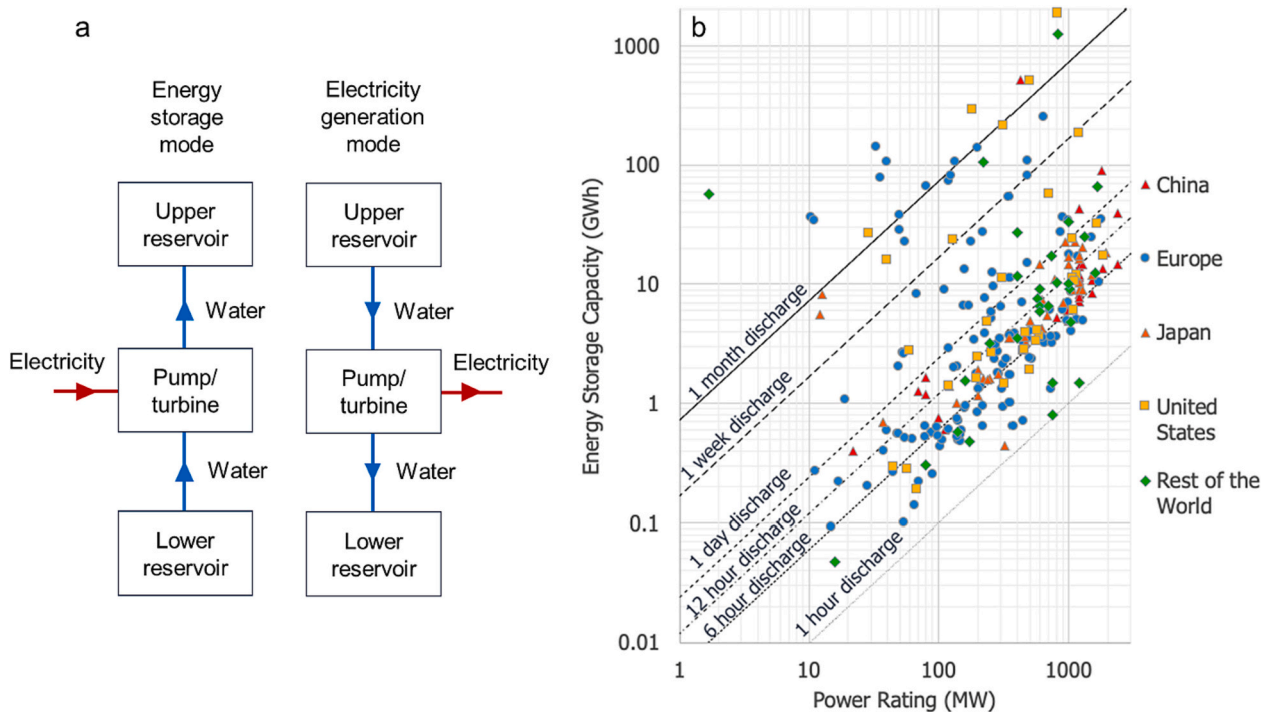 a
Energy
storage
mode
Electricity
generation
mode
Upper
reservoir
Upper
reservoir
Water
Water
Electricity
Pump/
turbine
Pump/
turbine
Electricity
Water
Water
Lower
reservoir
Lower
reservoir
b
Energy Storage Capacity (GWh)
1000
100
10
1
0.1
0.01
1 month discharge
1 week discharge
1 day discharge
12 hour discharge
6 hour discharge
1 hour discharge
1
10
100
1000
Power Rating (MW)
China
Europe
Japan
United
States
Rest of the
World